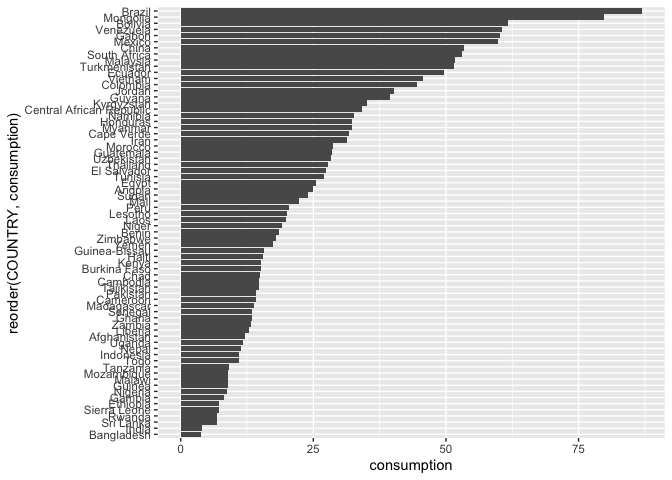 Brazil
Mongolia
Bolivia
Venezuela
Gabon
Mexico
China
South Africa
Malaysia
Turkmenistan
Ecuador
Vietnam
Colombia
Jordan
Guyana
Kyrgyzstan
Central African Republic
Namibia
Honduras
Myanmar
Cape Verde
Iran
Morocco
Guatemala
Uzbekistan
Thailand
El Salvador
Tunisia
Egypt
Angola
Sudan
Mali
Peru
Lesotho
Laos
Niger
Benin
Zimbabwe
Yemen
Guinea-Bissau
Haiti
Kenya
Burkina Faso
Chad
Cambodia
Tajikistan
Pakistan
Cameroon
Madagascar
Senegal
Ghana
Zambia
Liberia
Afghanistan
Uganda
Nepal
Indonesia
Togo
Tanzania
Mozambique
Malawi
Guinea
Nigeria
Gambia
Ethiopia
Sierra Leone
Rwanda
Sri Lanka
India
Bangladesh
reorder(COUNTRY, consumption)
0 25 50 75
consumption